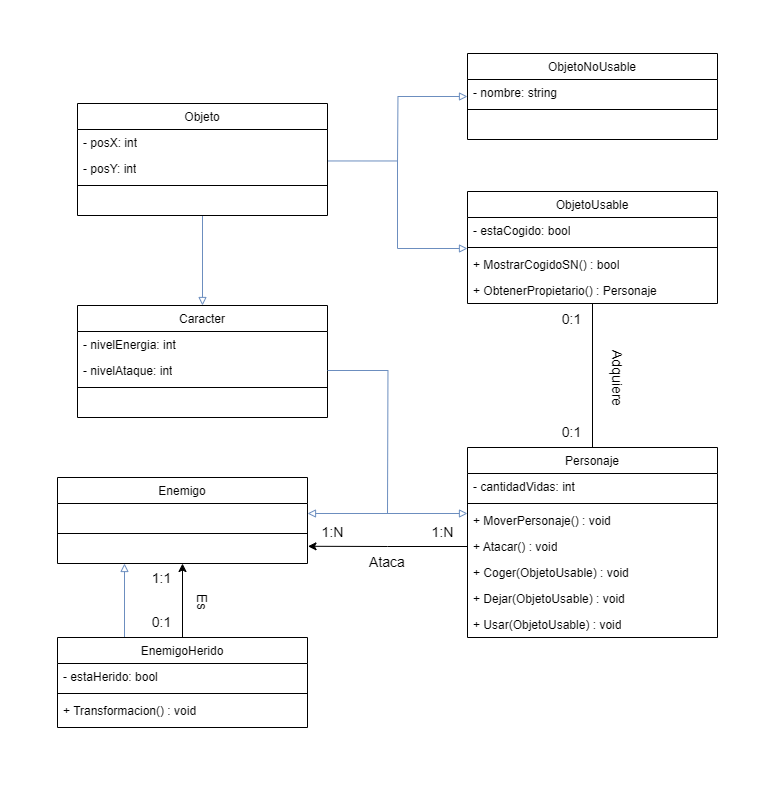 ObjetoNoUsable
- nombre: string
Objeto
- posX: int
- posY: int
ObjetoUsable
- estaCogido: bool
+ MostrarCogidoSN() : bool
+ ObtenerPropietario() : Personaje
Caracter
- nivelEnergia: int
- nivelAtaque: int
0:1
Adquiere
0:1
Personaje
- cantidadVidas: int
+ MoverPersonaje() : void
+ Atacar() : void
+ Coger(ObjetoUsable) : void
+ Dejar(ObjetoUsable) : void
+ Usar(ObjetoUsable) : void
Enemigo
1:N
1:N
Ataca
1:1
Es
0:1
EnemigoHerido
- estaHerido: bool
+ Transformacion() : void